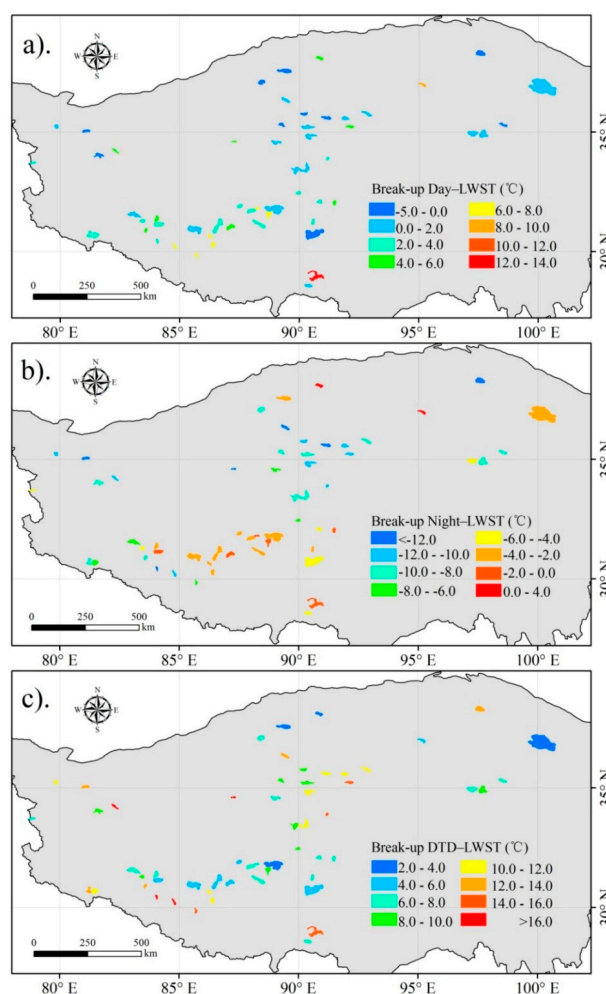 a).
N
W E
S
35° N
Break-up Day–LWST (℃)
-5.0 - 0.0 6.0 - 8.0
0.0 - 2.0 8.0 - 10.0
2.0 - 4.0 10.0 - 12.0
4.0 - 6.0 12.0 - 14.0
30° N
0 250 500
km
80° E 85° E 90° E 95° E 100° E
b).
N
W E
S
35° N
Break-up Night–LWST (℃)
<-12.0 -6.0 - -4.0
-12.0 - -10.0 -4.0 - -2.0
-10.0 - -8.0 -2.0 - 0.0
-8.0 - -6.0 0.0 - 4.0
30° N
0 250 500
km
80° E 85° E 90° E 95° E 100° E
c).
N
W E
S
35° N
Break-up DTD–LWST (℃)
2.0 - 4.0 10.0 - 12.0
4.0 - 6.0 12.0 - 14.0
6.0 - 8.0 14.0 - 16.0
8.0 - 10.0 >16.0
30° N
0 250 500
km
80° E 85° E 90° E 95° E 100° E